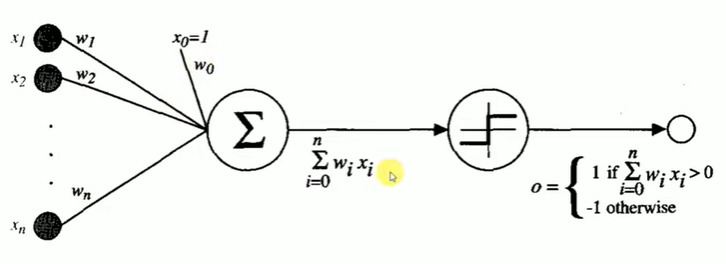 x1 w1
x0=1
w0
x2 w2
Σ
n
Σ wi xi
i=0
wn
xn
n
o = { 1 if Σ wi xi > 0
i=0
-1 otherwise